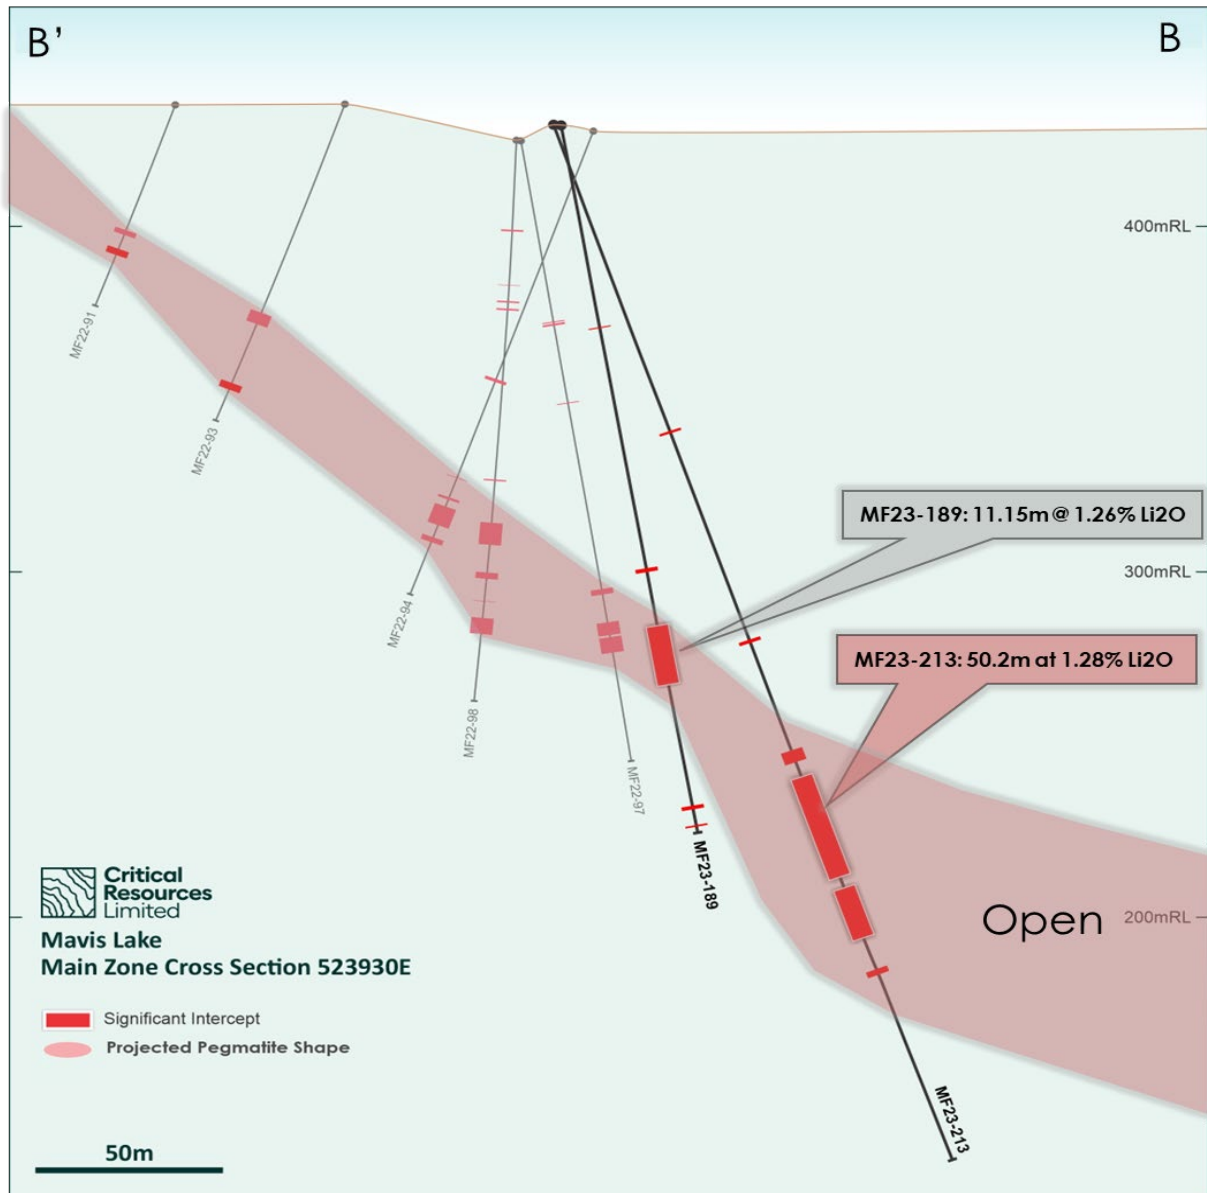 B’
B
400mRL
MF22-91
MF22-93
MF23-189: 11.15m @ 1.26% Li2O
300mRL
MF22-94
MF23-213: 50.2m at 1.28% Li2O
MF22-98
MF22-97
MF23-189
Critical
Resources
Limited
Open
200mRL
Mavis Lake
Main Zone Cross Section 523930E
Significant Intercept
Projected Pegmatite Shape
MF23-213
50m